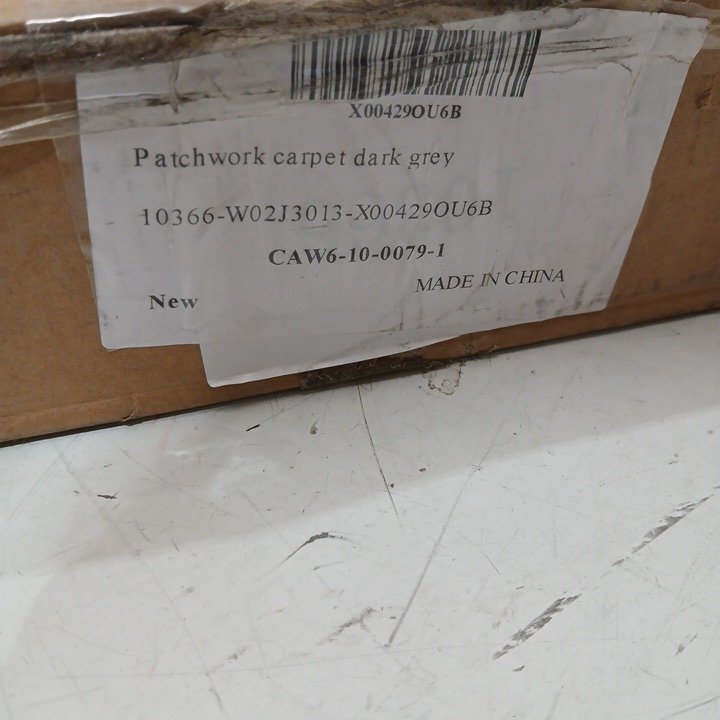 X00429OU6B
Patchwork carpet dark grey
10366-W02J3013-X00429OU6B
CAW6-10-0079-1
New
MADE IN CHINA